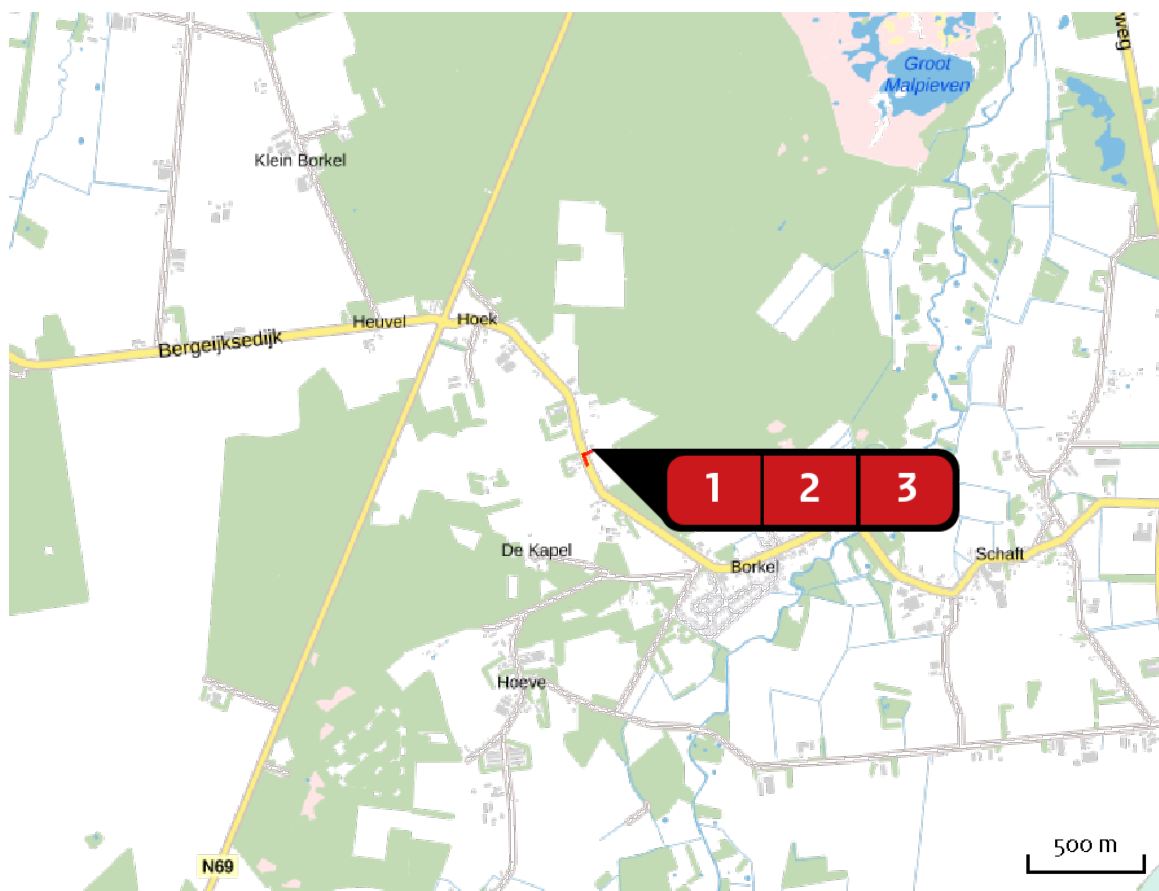 weg
Groot
Malpieven
Klein Borkel
Heuvel
Hoek
Bergeijksedijk
1 2 3
De Kapel
Borkel
Schaft
Hoeve
500 m
N69